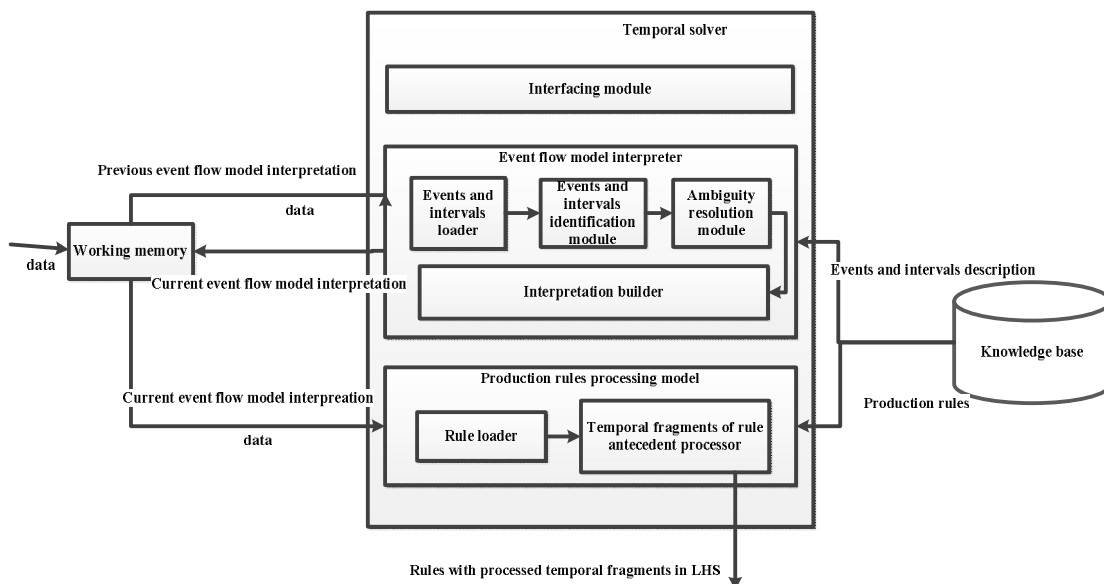 Temporal solver
Interfacing module
Previous event flow model interpretation
Event flow model interpreter
data
Events and
intervals
loader
Events and
intervals
identification
module
Ambiguity
resolution
module
Working memory
data
Current event flow model interpretation
Interpretation builder
Events and intervals description
Knowledge base
Production rules processing model
Current event flow model interpreation
data
Rule loader
Temporal fragments of rule
antecedent processor
Production rules
Rules with processed temporal fragments in LHS